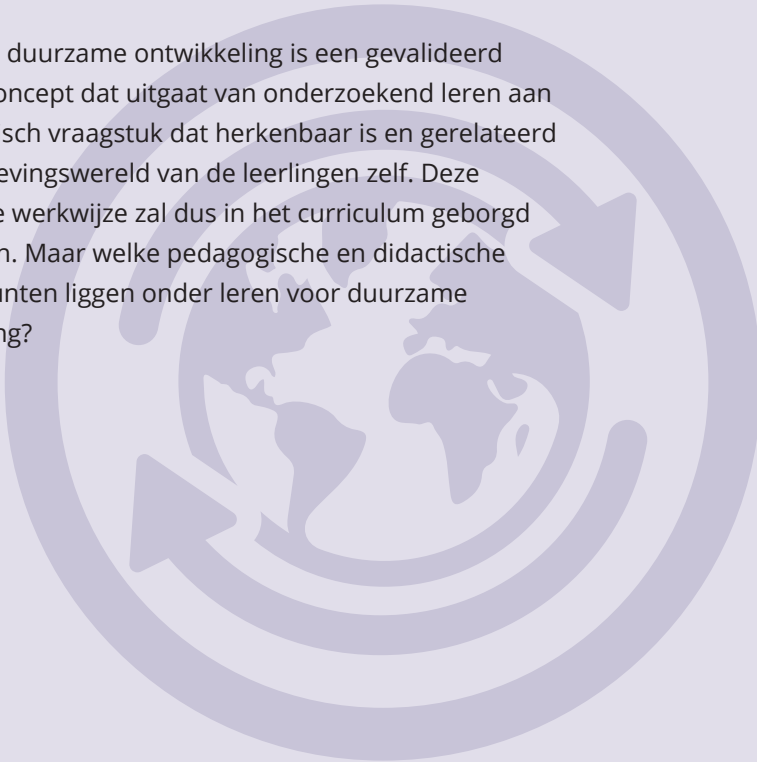 duurzame ontwikkeling is een gevalideerd
oncept dat uitgaat van onderzoekend leren aan
isch vraagstuk dat herkenbaar is en gerelateerd
evingswereld van de leerlingen zelf. Deze
e werkwijze zal dus in het curriculum geborgd
n. Maar welke pedagogische en didactische
unten liggen onder leren voor duurzame
ng?